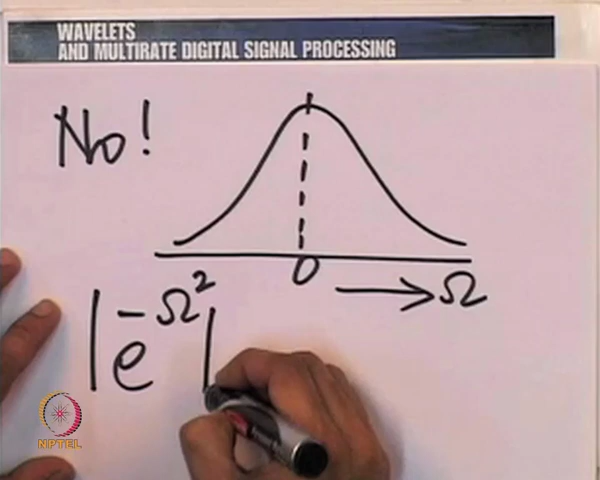 WAVELETS
AND MULTIRATE DIGITAL SIGNAL PROCESSING
No!
0 → Ω
|e^{-Ω²}|
NPTEL